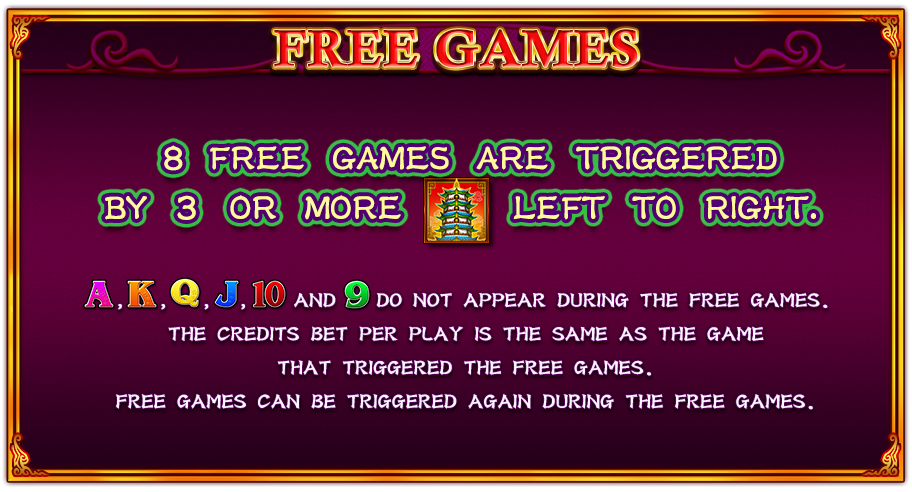 FREE GAMES
8 FREE GAMES ARE TRIGGERED
BY 3 OR MORE LEFT TO RIGHT.
A, K, Q, J, 10 AND 9 DO NOT APPEAR DURING THE FREE GAMES.
THE CREDITS BET PER PLAY IS THE SAME AS THE GAME
THAT TRIGGERED THE FREE GAMES.
FREE GAMES CAN BE TRIGGERED AGAIN DURING THE FREE GAMES.